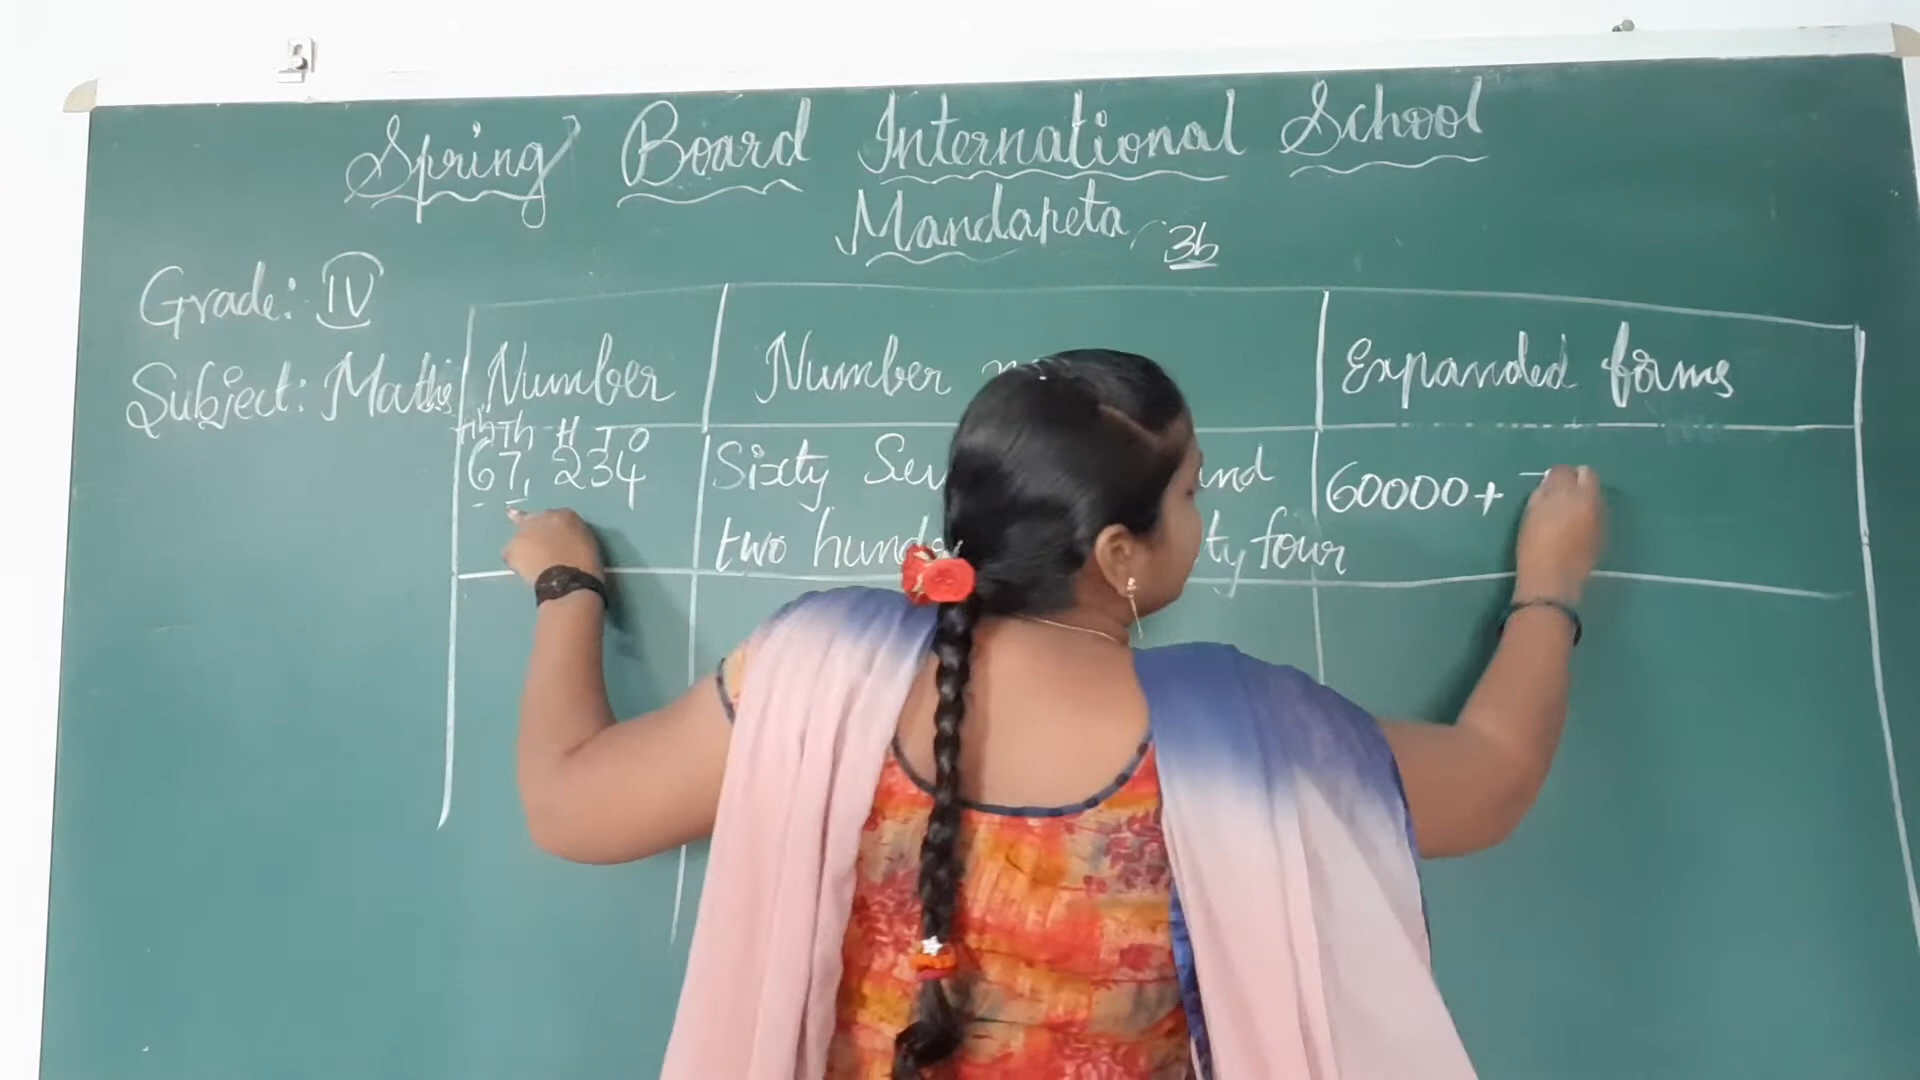 Spring Board International School
Mandapeta
36
Grade: IV
Subject: Maths
Number Number Expanded forms
Th Th H T O
67, 234 Sixty and 60000+
two four